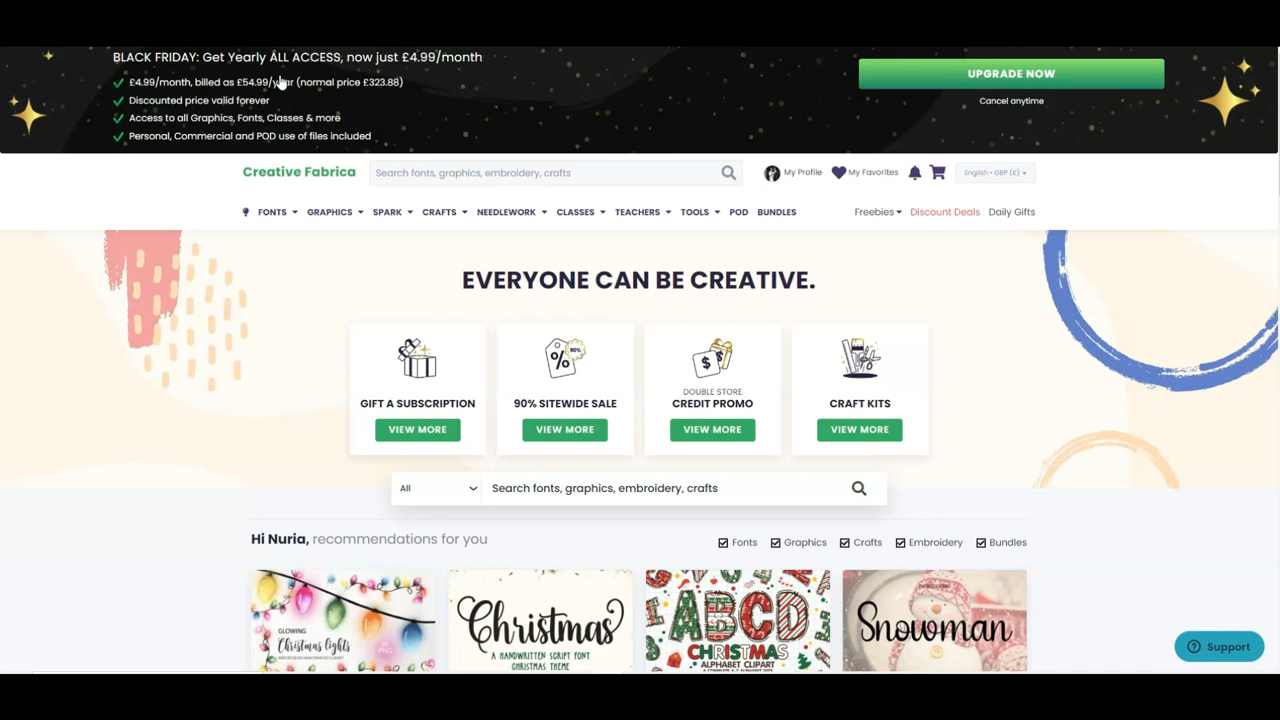 BLACK FRIDAY: Get Yearly ALL ACCESS, now just £4.99/month
£4.99/month, billed as £54.99/year (normal price £323.88)
Discounted price valid forever
Access to all Graphics, Fonts, Classes & more
Personal, Commercial and POD use of files included
UPGRADE NOW
Cancel anytime
Creative Fabrica
Search fonts, graphics, embroidery, crafts
My Profile
My Favorites
English • GBP (£)
FONTS GRAPHICS SPARK CRAFTS NEEDLEWORK CLASSES TEACHERS TOOLS POD BUNDLES
Freebies Discount Deals Daily Gifts
EVERYONE CAN BE CREATIVE.
GIFT A SUBSCRIPTION
VIEW MORE
90%
90% SITEWIDE SALE
VIEW MORE
DOUBLE STORE
CREDIT PROMO
VIEW MORE
CRAFT KITS
VIEW MORE
All
Search fonts, graphics, embroidery, crafts
Hi Nuria, recommendations for you
Fonts Graphics Crafts Embroidery Bundles
GLOWING
Christmas lights
Christmas
A HANDWRITTEN SCRIPT FONT
CHRISTMAS THEME
ABCD
CHRISTMAS
ALPHABET CLIPART
Snowman
Support